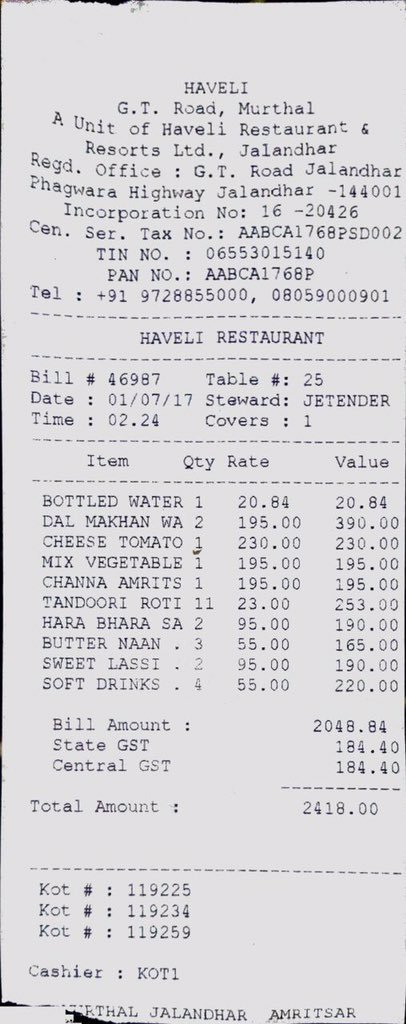 HAVELI
G.T. Road, Murthal
A Unit of Haveli Restaurant &
Resorts Ltd., Jalandhar
Regd. Office : G.T. Road Jalandhar
Phagwara Highway Jalandhar -144001
Incorporation No: 16 -20426
Cen. Ser. Tax No.: AABCA1768PSD002
TIN NO. : 06553015140
PAN NO.: AABCA1768P
Tel : +91 9728855000, 08059000901
HAVELI RESTAURANT
Bill # 46987 Table #: 25
Date : 01/07/17 Steward: JETENDER
Time : 02.24 Covers : 1
Item Qty Rate Value
BOTTLED WATER 1 20.84 20.84
DAL MAKHAN WA 2 195.00 390.00
CHEESE TOMATO 1 230.00 230.00
MIX VEGETABLE 1 195.00 195.00
CHANNA AMRITS 1 195.00 195.00
TANDOORI ROTI 11 23.00 253.00
HARA BHARA SA 2 95.00 190.00
BUTTER NAAN . 3 55.00 165.00
SWEET LASSI . 2 95.00 190.00
SOFT DRINKS . 4 55.00 220.00
Bill Amount : 2048.84
State GST 184.40
Central GST 184.40
Total Amount : 2418.00
Kot # : 119225
Kot # : 119234
Kot # : 119259
Cashier : KOT1
JALANDHAR AMRITSAR